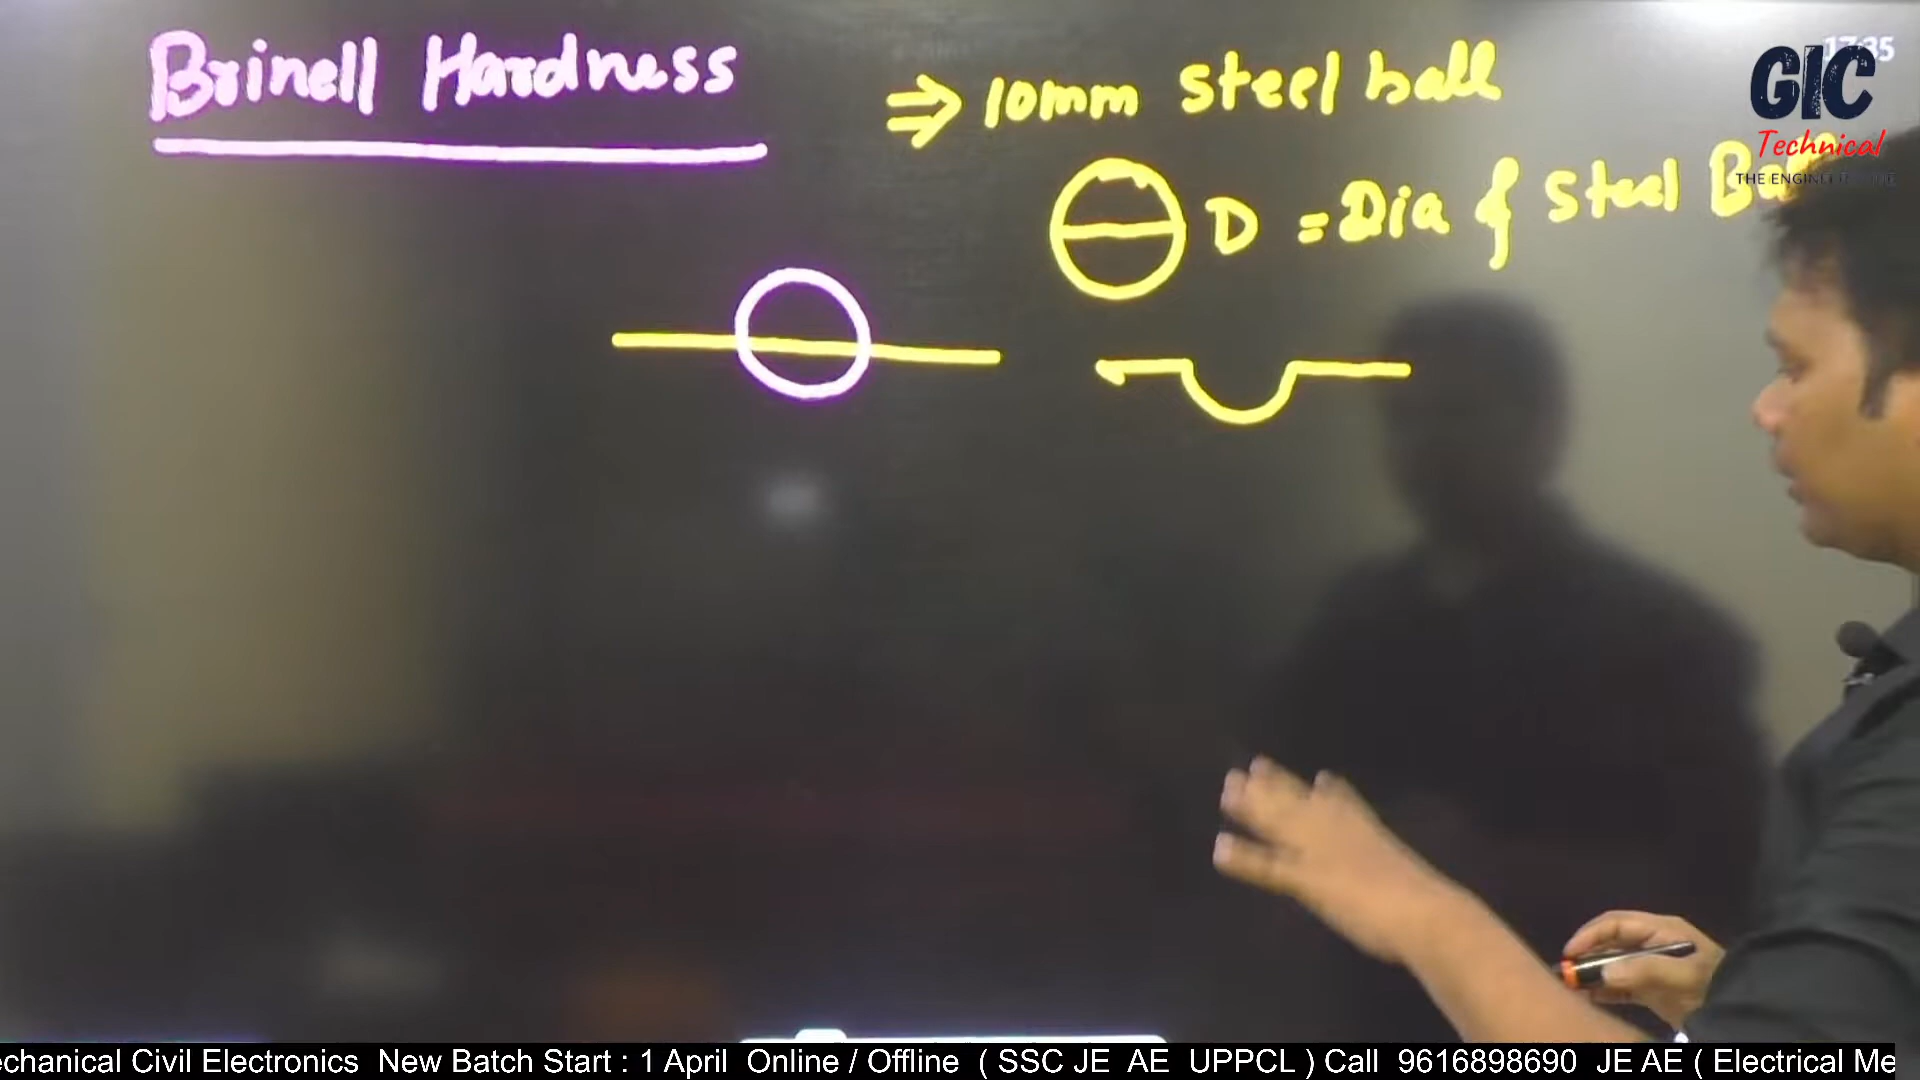 Brinell Hardness
⇒ 10mm Steel ball
D = Dia of Steel
GIC
Technical
echanical Civil Electronics New Batch Start : 1 April Online / Offline ( SSC JE AE UPPCL ) Call 9616898690 JE AE ( Electrical Me